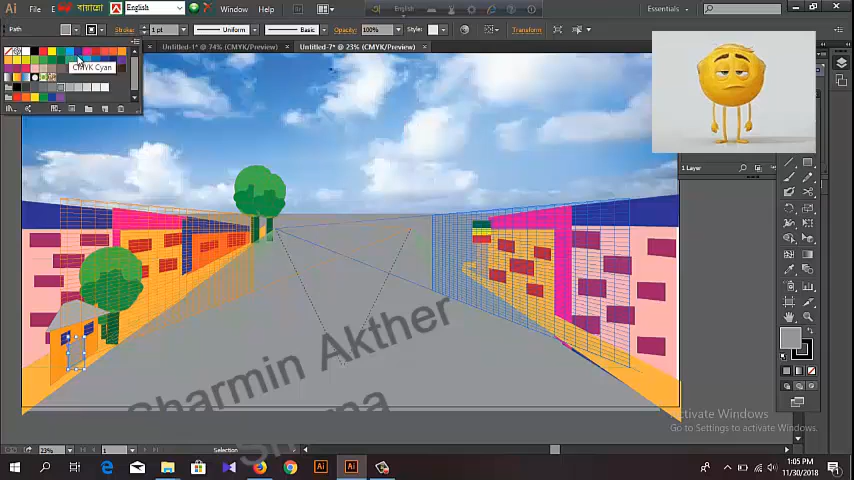 Ai File বায়ান্নো English Window Essentials
Path Stroke: 1 pt Uniform Basic Opacity: 100% Style: Transform
Untitled-1* @ 74% (CMYK/Preview) × Untitled-7* @ 23% (CMYK/Preview) ×
CMYK Cyan
1 Layer
Sharmin Akther
Activate Windows
Go to Settings to activate Windows.
23% 1 Selection
1:05 PM
11/30/2018